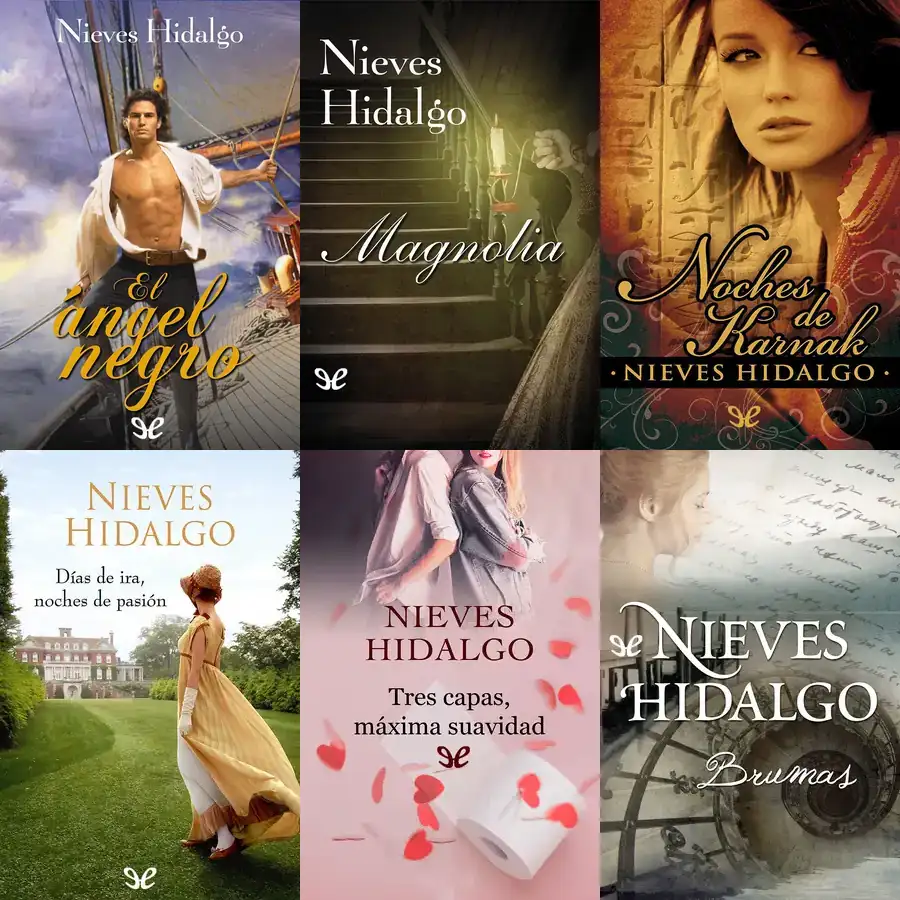 Nieves Hidalgo
El
ángel
negro
Nieves
Hidalgo
Magnolia
Noches
de
Karnak
· NIEVES HIDALGO ·
NIEVES
HIDALGO
Días de ira,
noches de pasión
NIEVES
HIDALGO
Tres capas,
máxima suavidad
NIEVES
HIDALGO
Brumas